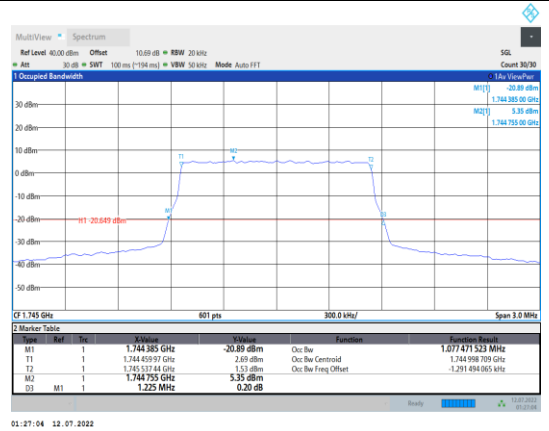 MultiView
Spectrum
Ref Level 40.00 dBm Offset 10.69 dB RBW 20 kHz SGL
Att 30 dB SWT 100 ms (~194 ms) VBW 50 kHz Mode Auto FFT Count 30/30
1 Occupied Bandwidth 1Av ViewPwr
M1[1] -20.89 dBm
1.744 385 00 GHz
M2[1] 5.35 dBm
1.744 755 00 GHz
30 dBm
20 dBm
10 dBm
T1 M2 T2
0 dBm
-10 dBm
M1
-20 dBm
H1 -20.649 dBm
-30 dBm
-40 dBm
-50 dBm
CF 1.745 GHz 601 pts 300.0 kHz/ Span 3.0 MHz
2 Marker Table
Type Ref Trc X-Value Y-Value Function Function Result
M1 1 1.744 385 GHz -20.89 dBm Occ Bw 1.077 471 523 MHz
T1 1 1.744 459 97 GHz 2.69 dBm Occ Bw Centroid 1.744 998 709 GHz
T2 1 1.745 537 44 GHz 1.53 dBm Occ Bw Freq Offset -1.291 494 065 kHz
M2 1 1.744 755 GHz 5.35 dBm
D3 M1 1 1.225 MHz 0.20 dB
Ready 12.07.2022
01:27:04
01:27:04 12.07.2022